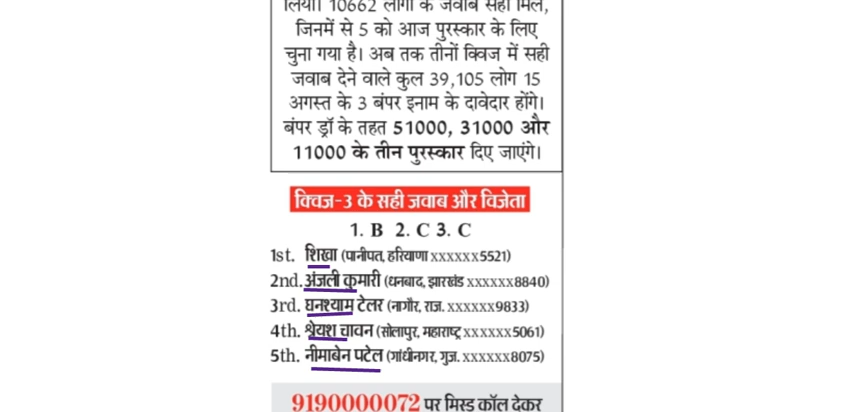 लिया। 10662 लोगों के जवाब सही मिले,
जिनमें से 5 को आज पुरस्कार के लिए
चुना गया है। अब तक तीनों क्विज में सही
जवाब देने वाले कुल 39,105 लोग 15
अगस्त के 3 बंपर इनाम के दावेदार होंगे।
बंपर ड्रॉ के तहत 51000, 31000 और
11000 के तीन पुरस्कार दिए जाएंगे।
क्विज-3 के सही जवाब और विजेता
1. B 2. C 3. C
1st. शिखा (पानीपत, हरियाणा xxxxxx5521)
2nd. अंजली कुमारी (धनबाद, झारखंड xxxxxx8840)
3rd. घनश्याम टेलर (नागौर, राज. xxxxxx9833)
4th. श्रेयश चावन (सोलापुर, महाराष्ट्र xxxxxx5061)
5th. नीमाबेन पटेल (गांधीनगर, गुज. xxxxxx8075)
9190000072 पर मिस्ड कॉल देकर